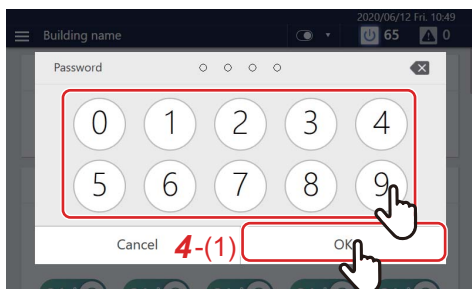 2020/06/12 Fri. 10:49
Building name 65 0
Password
0 1 2 3 4
5 6 7 8 9
Cancel 4-(1) OK